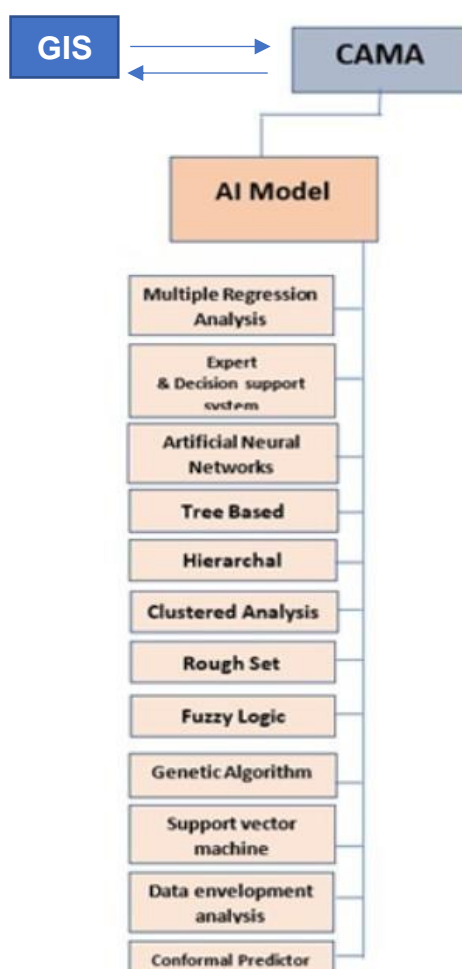 GIS
CAMA
AI Model
Multiple Regression
Analysis
Expert
& Decision support
system
Artificial Neural
Networks
Tree Based
Hierarchal
Clustered Analysis
Rough Set
Fuzzy Logic
Genetic Algorithm
Support vector
machine
Data envelopment
analysis
Conformal Predictor